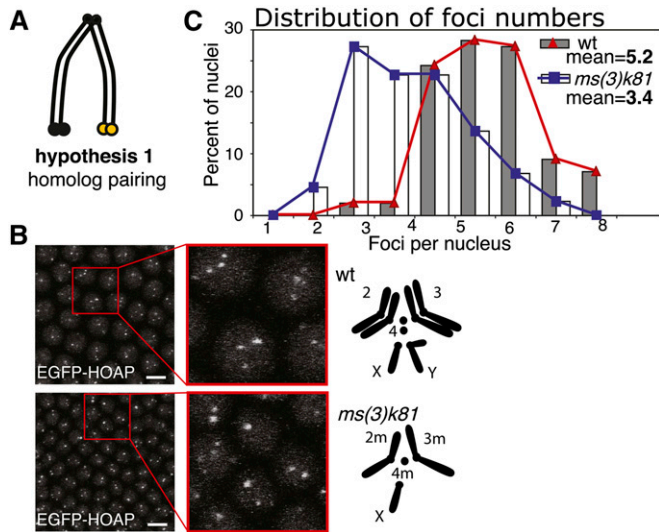 A
hypothesis 1
homolog pairing
C
Distribution of foci numbers
Percent of nuclei
30
20
10
0
1 2 3 4 5 6 7 8
Foci per nucleus
wt
mean=5.2
ms(3)k81
mean=3.4
B
EGFP-HOAP
wt
2 3
4
X Y
EGFP-HOAP
ms(3)k81
2m 3m
4m
X